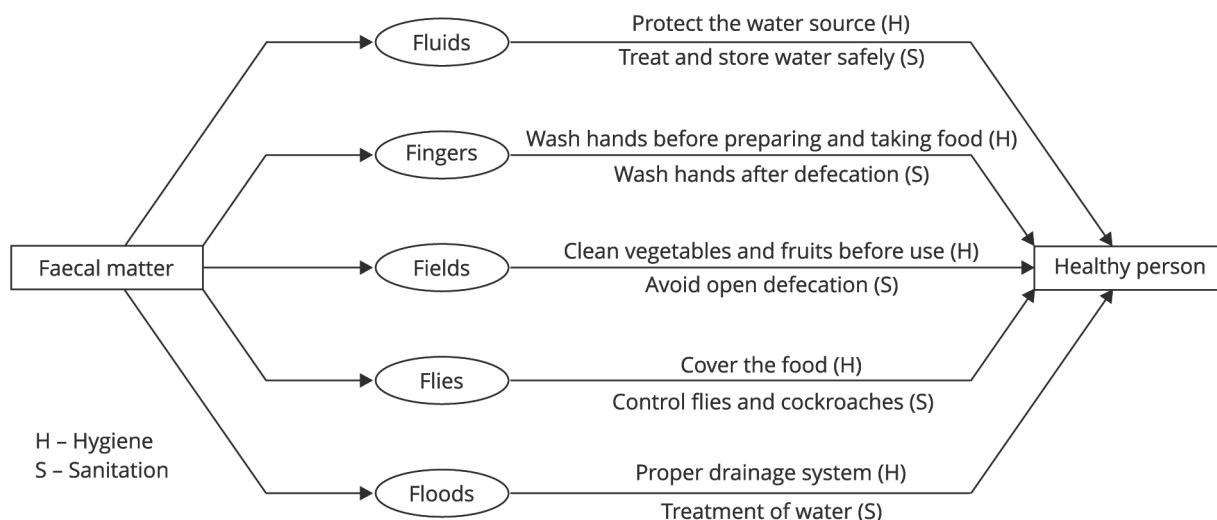 Fluids
Protect the water source (H)
Treat and store water safely (S)
Fingers
Wash hands before preparing and taking food (H)
Wash hands after defecation (S)
Faecal matter
Fields
Clean vegetables and fruits before use (H)
Avoid open defecation (S)
Healthy person
Flies
Cover the food (H)
Control flies and cockroaches (S)
Floods
Proper drainage system (H)
Treatment of water (S)
H – Hygiene
S – Sanitation